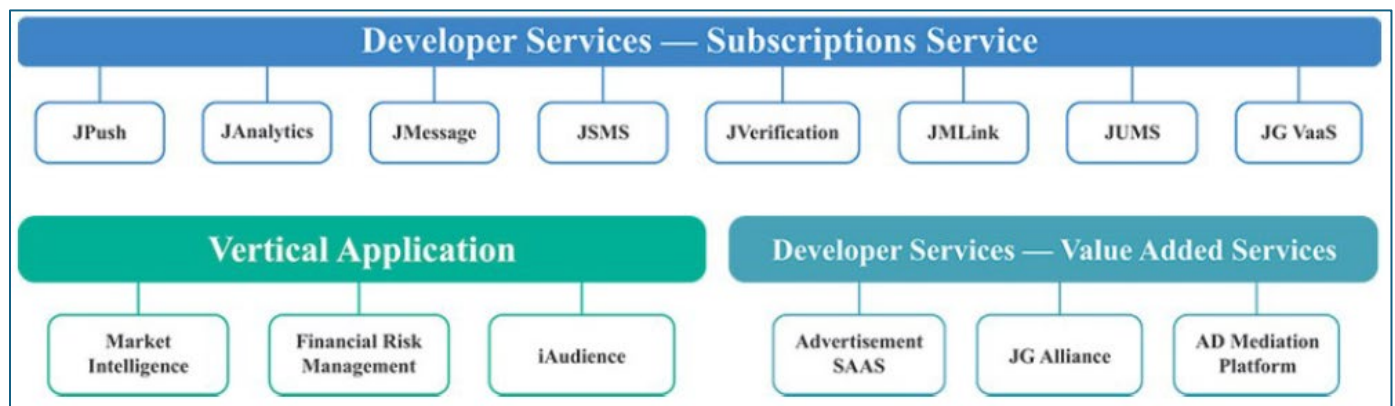 Developer Services — Subscriptions Service
JPush
JAnalytics
JMessage
JSMS
JVerification
JMLink
JUMS
JG VaaS
Vertical Application
Market
Intelligence
Financial Risk
Management
iAudience
Developer Services — Value Added Services
Advertisement
SAAS
JG Alliance
AD Mediation
Platform